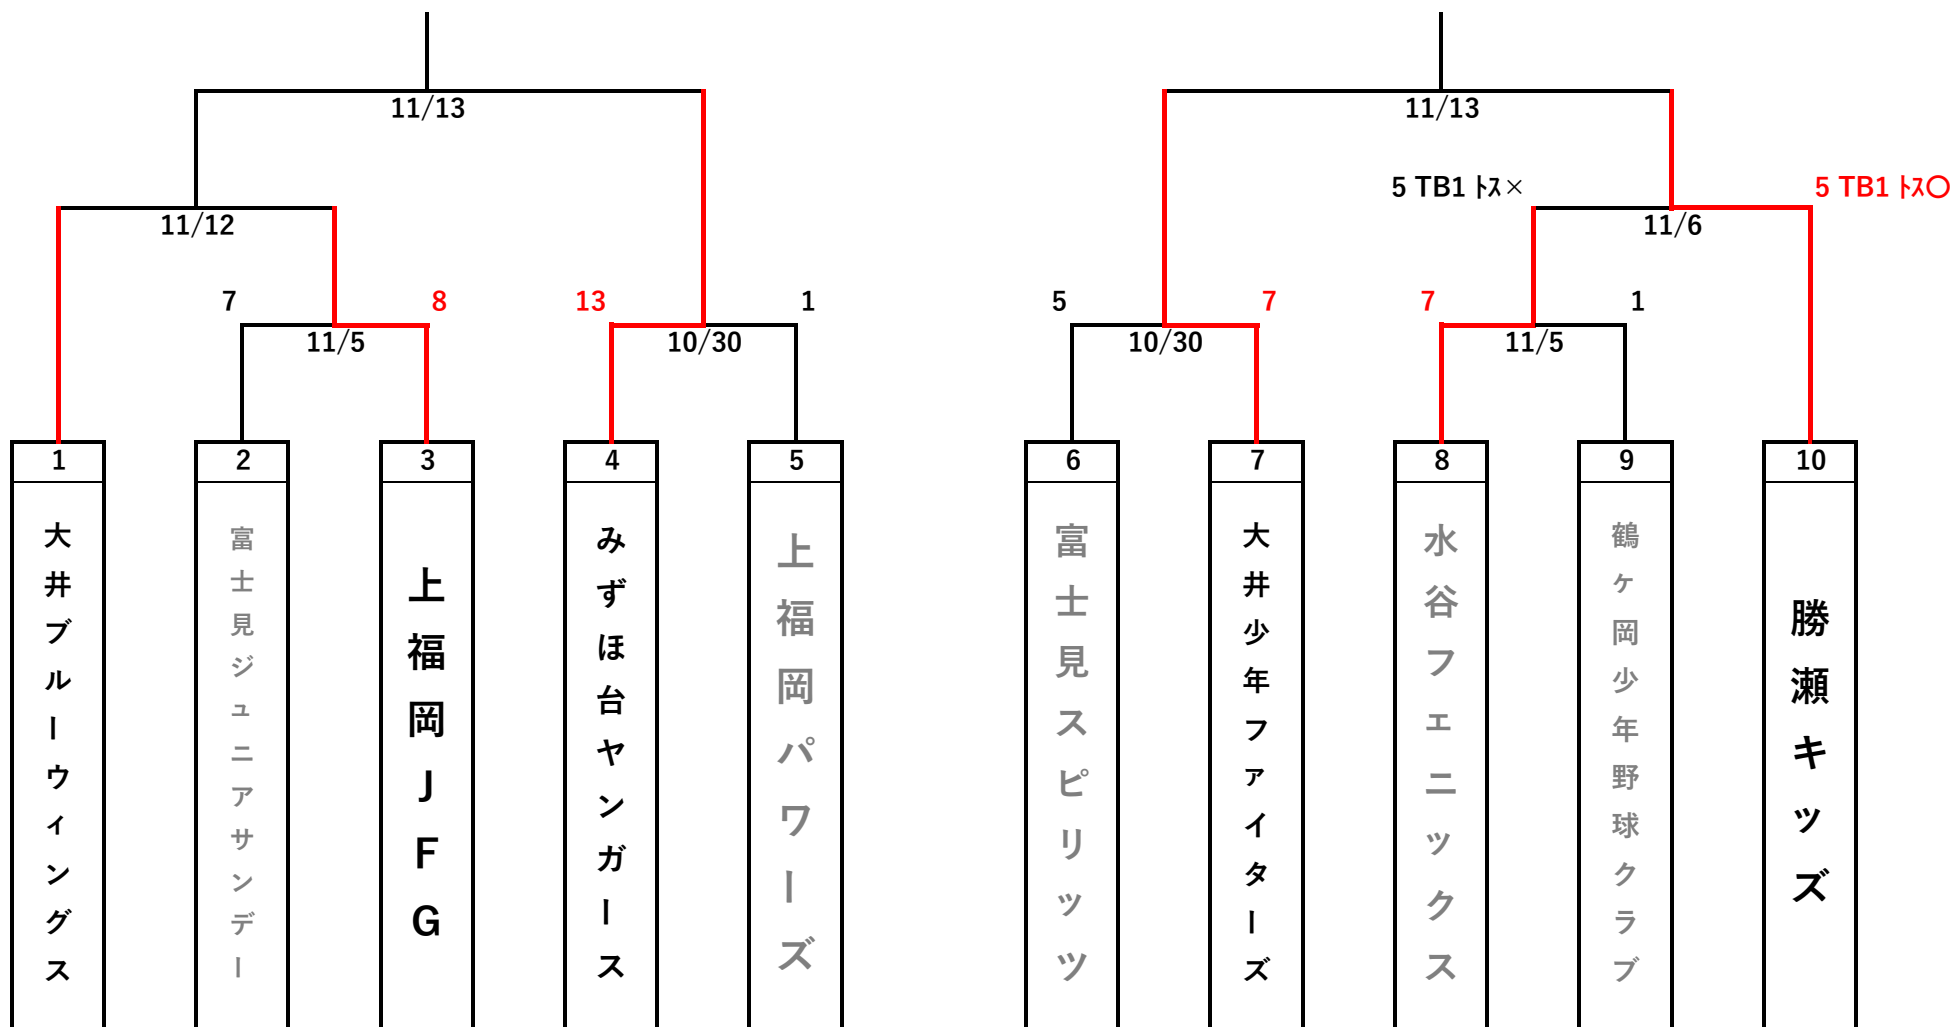 11/13
11/13
5 TB1 ﾄｽ×
5 TB1 ﾄｽ〇
11/12
11/6
7
8
13
1
5
7
7
1
11/5
10/30
10/30
11/5
1
2
3
4
5
6
7
8
9
10
大井ブルーウィングス
富士見ジュニアサンデー
上福岡JFG
みずほ台ヤンガース
上福岡パワーズ
富士見スピリッツ
大井少年ファイターズ
水谷フェニックス
鶴ヶ岡少年野球クラブ
勝瀬キッズ